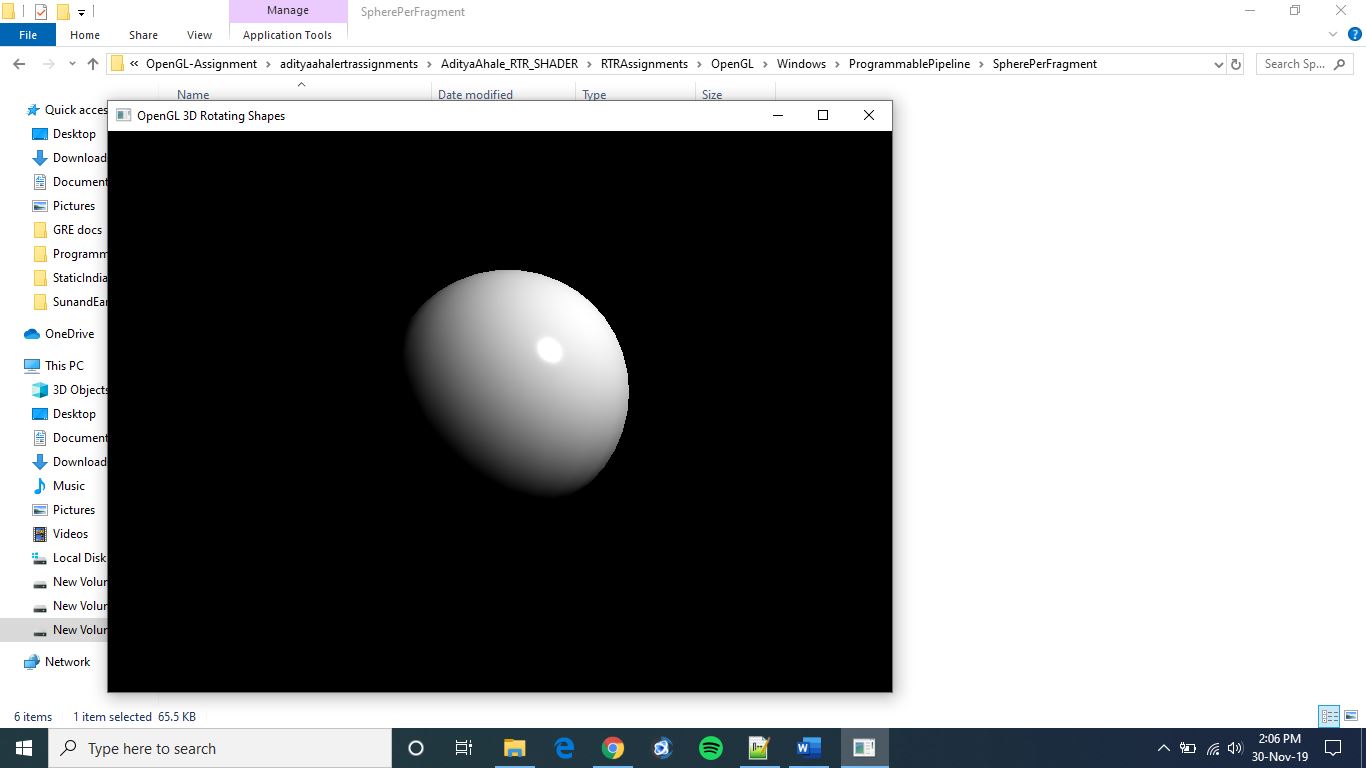 Manage
SpherePerFragment
File
Home
Share
View
Application Tools
« OpenGL-Assignment › adityaahalertrassignments › AdityaAhale_RTR_SHADER › RTRAssignments › OpenGL › Windows › ProgrammablePipeline › SpherePerFragment
Search Sp...
Name
Date modified
Type
Size
OpenGL 3D Rotating Shapes
Quick acces
Desktop
Download
Document
Pictures
GRE docs
Programm
StaticIndia
SunandEar
OneDrive
This PC
3D Objects
Desktop
Document
Download
Music
Pictures
Videos
Local Disk
New Volur
New Volur
New Volur
Network
6 items
1 item selected 65.5 KB
Type here to search
2:06 PM
30-Nov-19